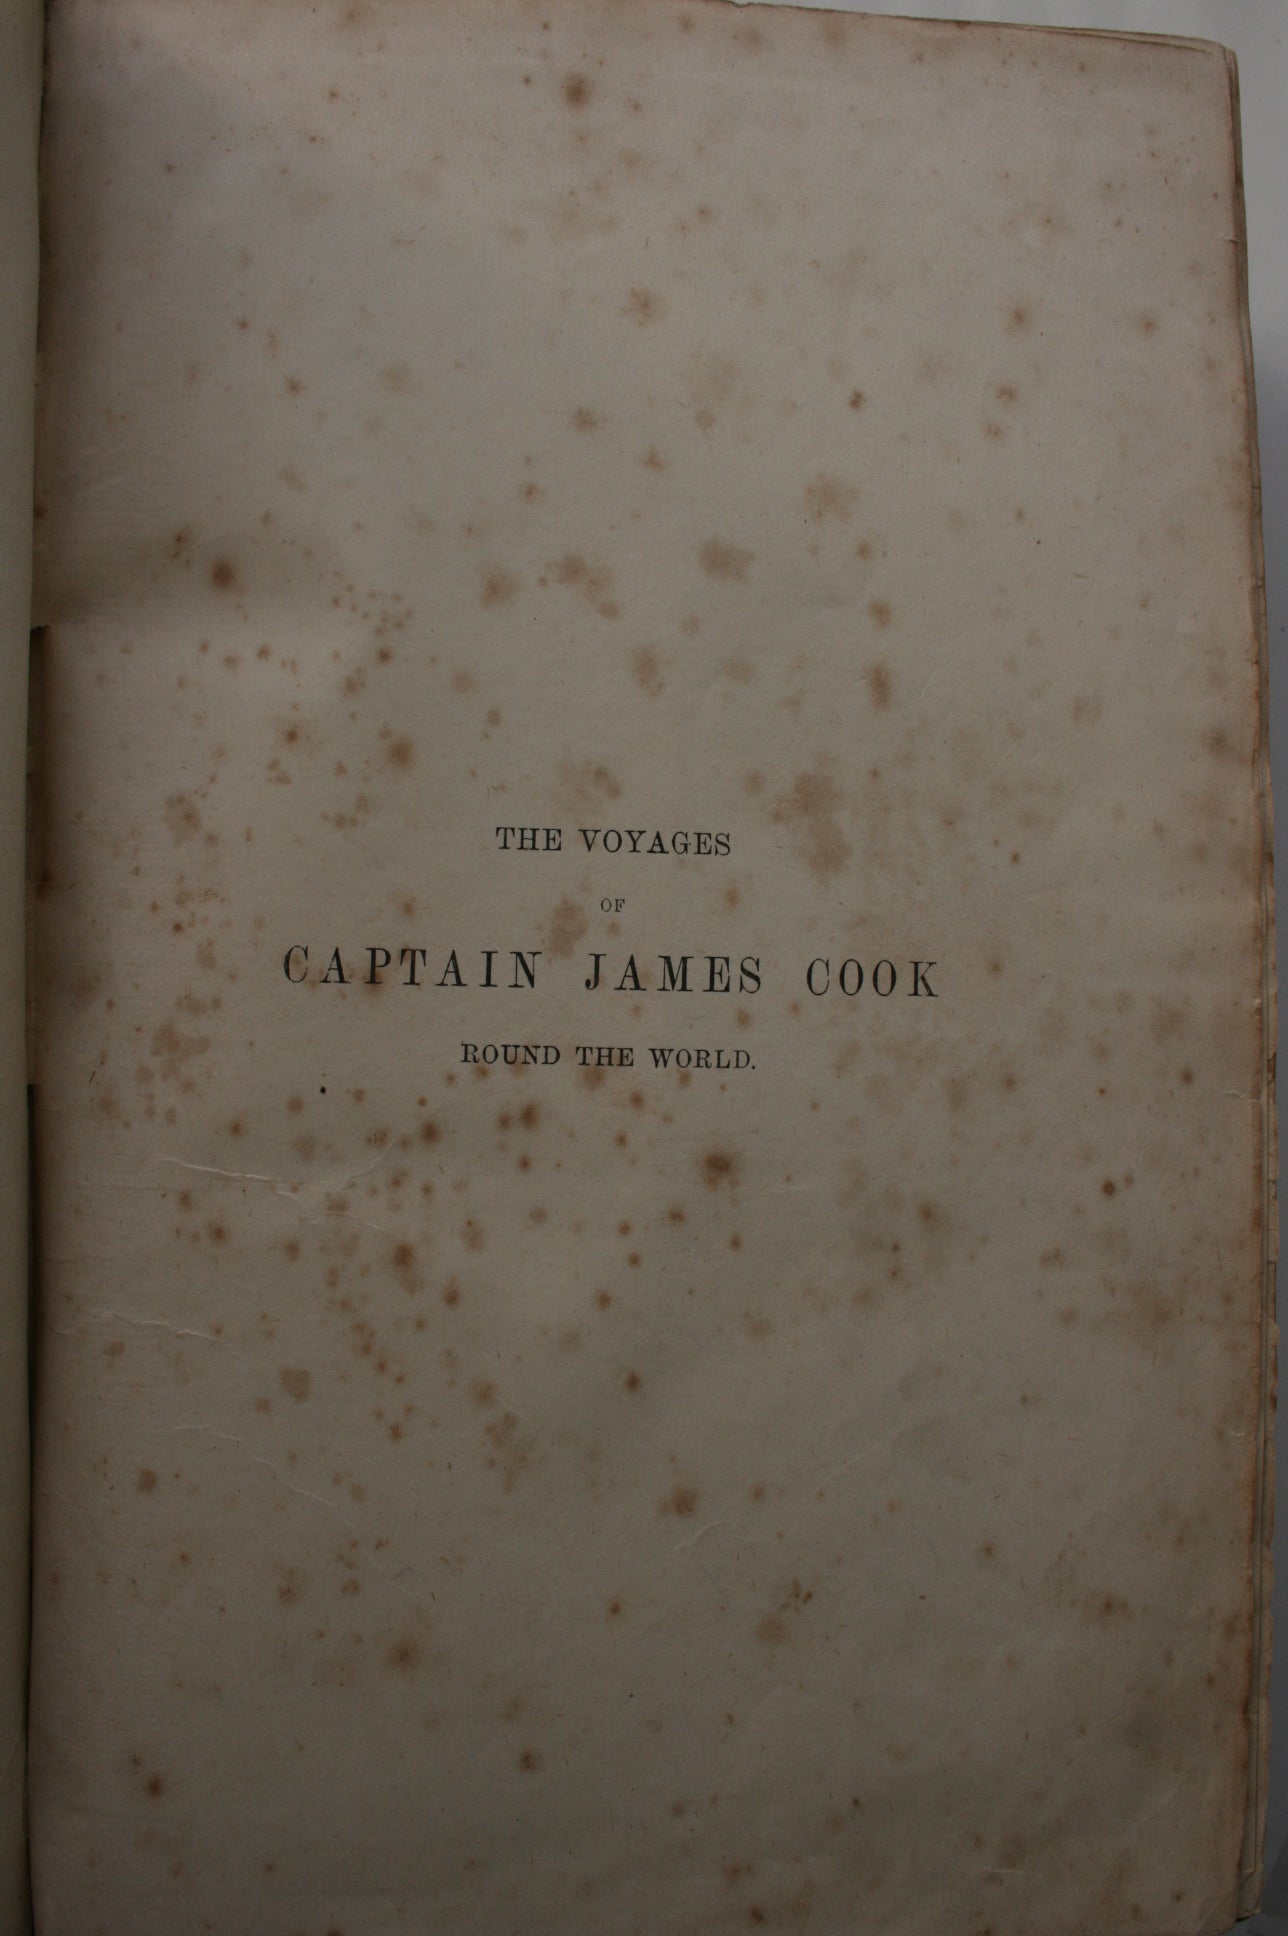 THE VOYAGES
OF
CAPTAIN JAMES COOK
ROUND THE WORLD.